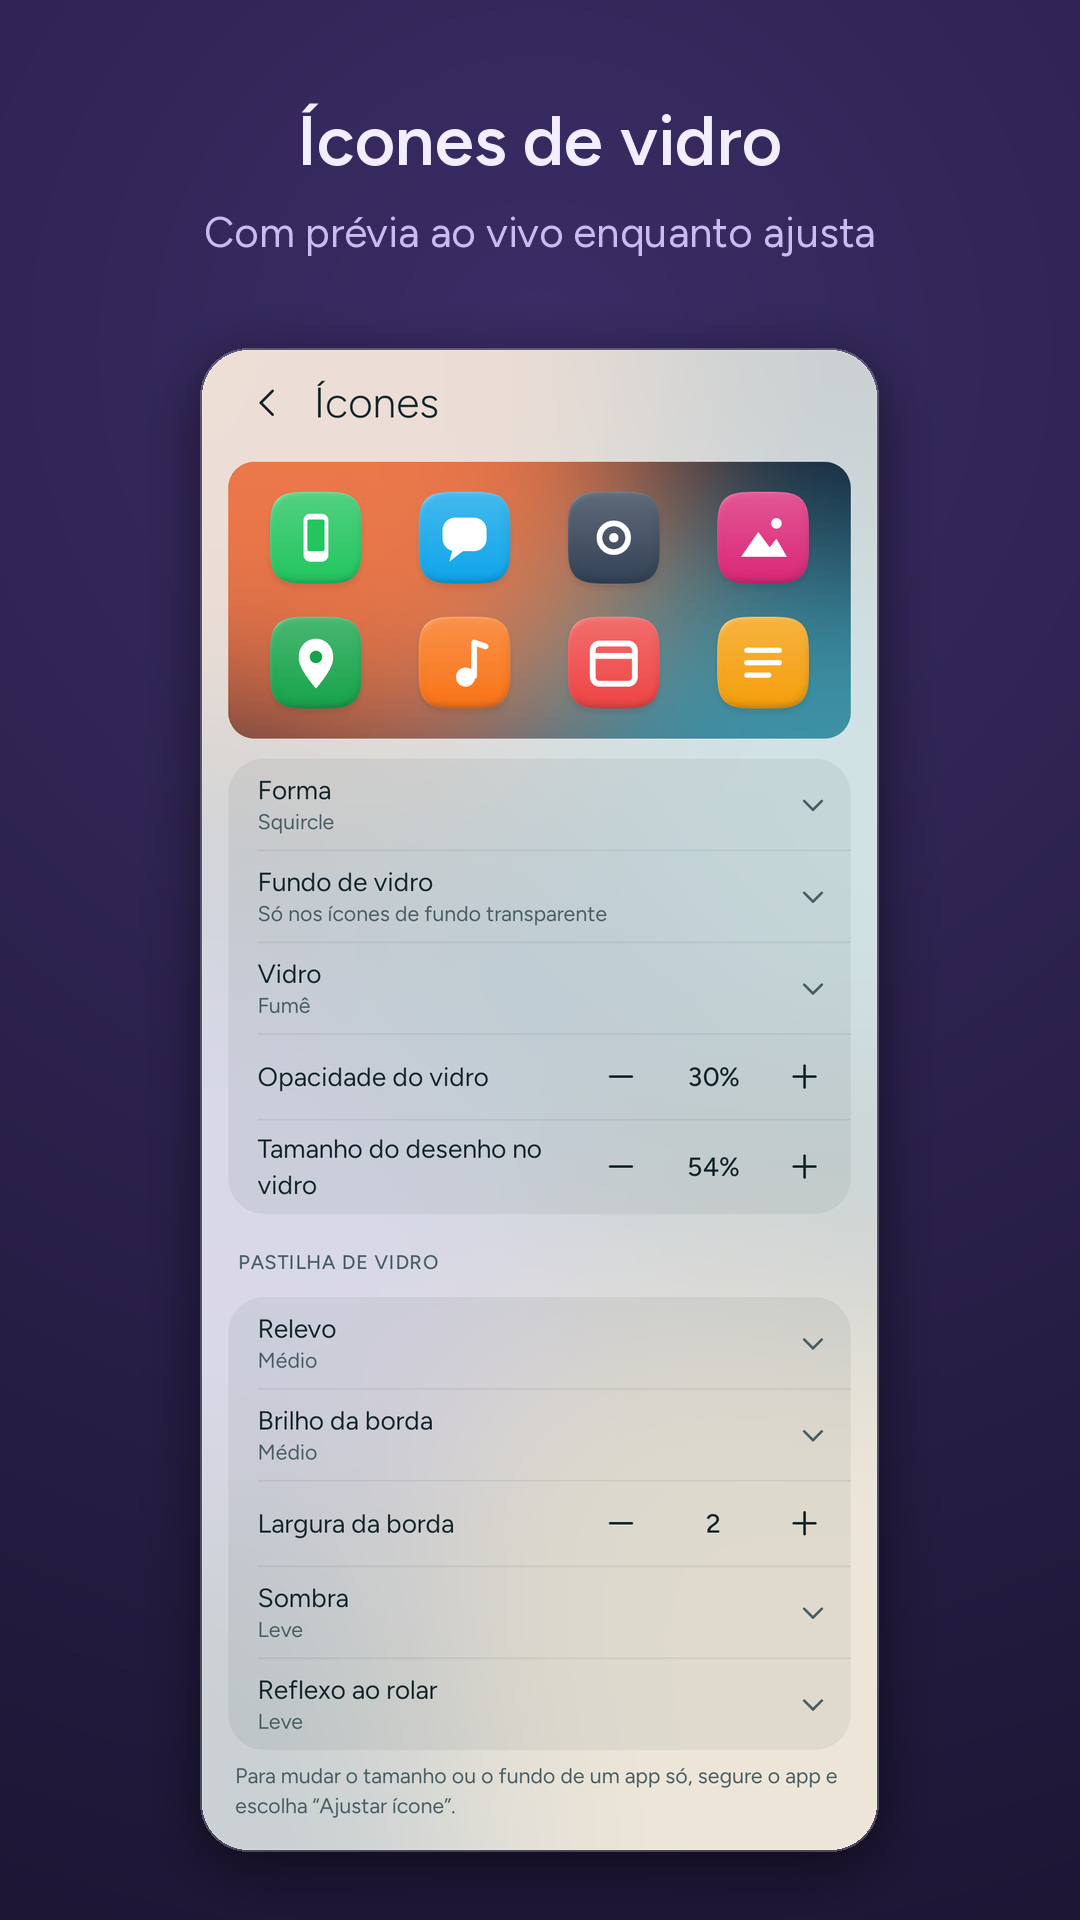 Ícones de vidro
Com prévia ao vivo enquanto ajusta
Ícones
Forma
Squircle
Fundo de vidro
Só nos ícones de fundo transparente
Vidro
Fumê
Opacidade do vidro — 30% +
Tamanho do desenho no
vidro — 54% +
PASTILHA DE VIDRO
Relevo
Médio
Brilho da borda
Médio
Largura da borda — 2 +
Sombra
Leve
Reflexo ao rolar
Leve
Para mudar o tamanho ou o fundo de um app só, segure o app e
escolha “Ajustar ícone”.